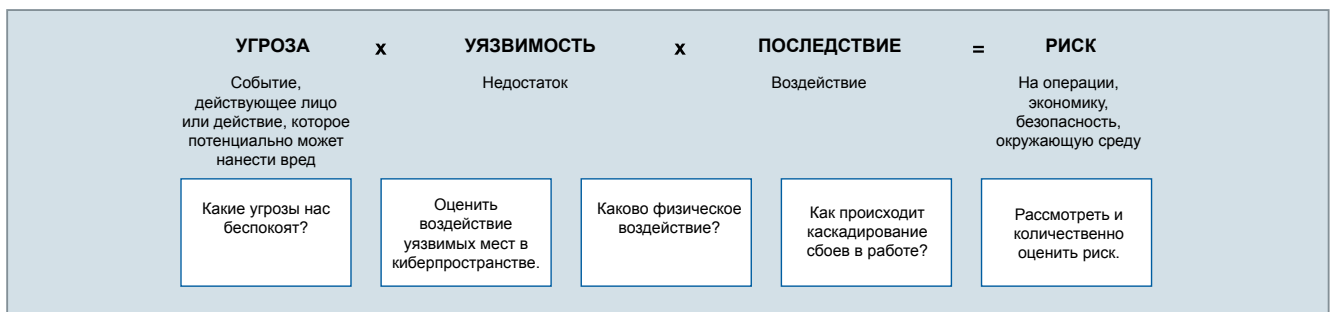 УГРОЗА x УЯЗВИМОСТЬ x ПОСЛЕДСТВИЕ = РИСК
Событие,
действующее лицо
или действие, которое
потенциально может
нанести вред
Недостаток
Воздействие
На операции,
экономику,
безопасность,
окружающую среду
Какие угрозы нас
беспокоят?
Оценить
воздействие
уязвимых мест в
киберпространстве.
Каково физическое
воздействие?
Как происходит
каскадирование
сбоев в работе?
Рассмотреть и
количественно
оценить риск.